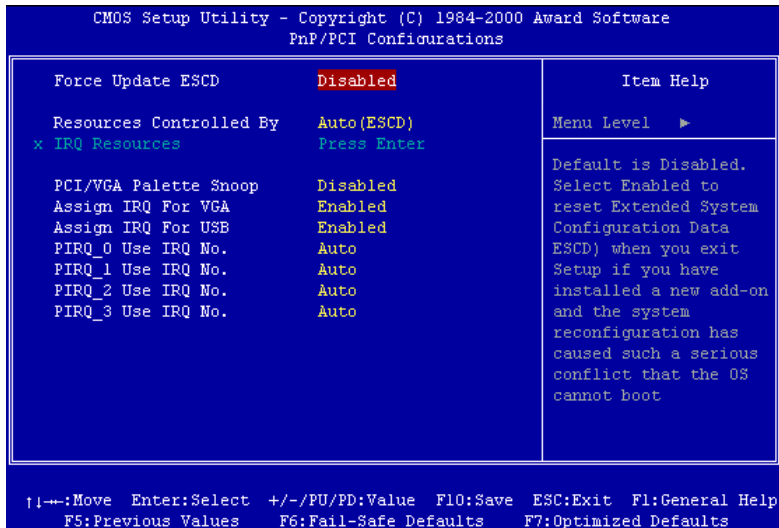 CMOS Setup Utility - Copyright (C) 1984-2000 Award Software
PnP/PCI Configurations
Force Update ESCD Disabled
Resources Controlled By Auto(ESCD)
x IRQ Resources Press Enter
PCI/VGA Palette Snoop Disabled
Assign IRQ For VGA Enabled
Assign IRQ For USB Enabled
PIRQ_0 Use IRQ No. Auto
PIRQ_1 Use IRQ No. Auto
PIRQ_2 Use IRQ No. Auto
PIRQ_3 Use IRQ No. Auto
Item Help
Menu Level ►
Default is Disabled.
Select Enabled to
reset Extended System
Configuration Data
ESCD) when you exit
Setup if you have
installed a new add-on
and the system
reconfiguration has
caused such a serious
conflict that the OS
cannot boot
↑↓→←:Move Enter:Select +/-/PU/PD:Value F10:Save ESC:Exit F1:General Help
F5:Previous Values F6:Fail-Safe Defaults F7:Optimized Defaults